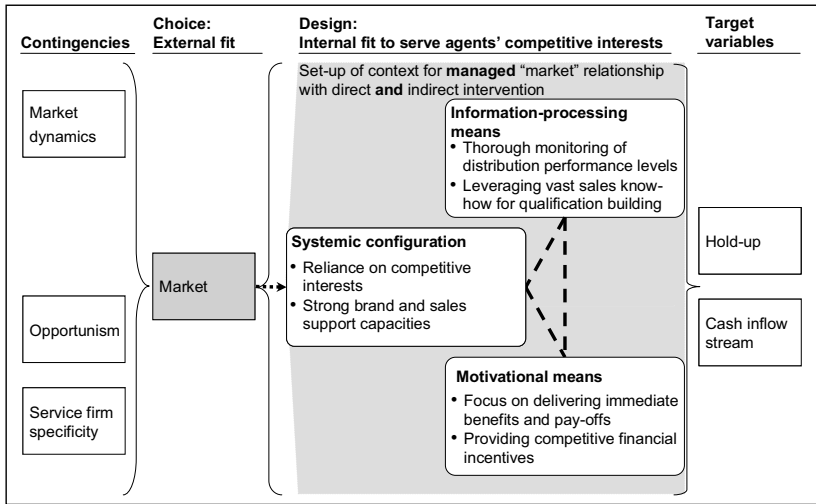 Contingencies
Choice:
External fit
Design:
Internal fit to serve agents' competitive interests
Target
variables
Set-up of context for managed “market” relationship
with direct and indirect intervention
Market
dynamics
Opportunism
Service firm
specificity
Market
Systemic configuration
• Reliance on competitive
interests
• Strong brand and sales
support capacities
Information-processing
means
• Thorough monitoring of
distribution performance levels
• Leveraging vast sales know-
how for qualification building
Motivational means
• Focus on delivering immediate
benefits and pay-offs
• Providing competitive financial
incentives
Hold-up
Cash inflow
stream